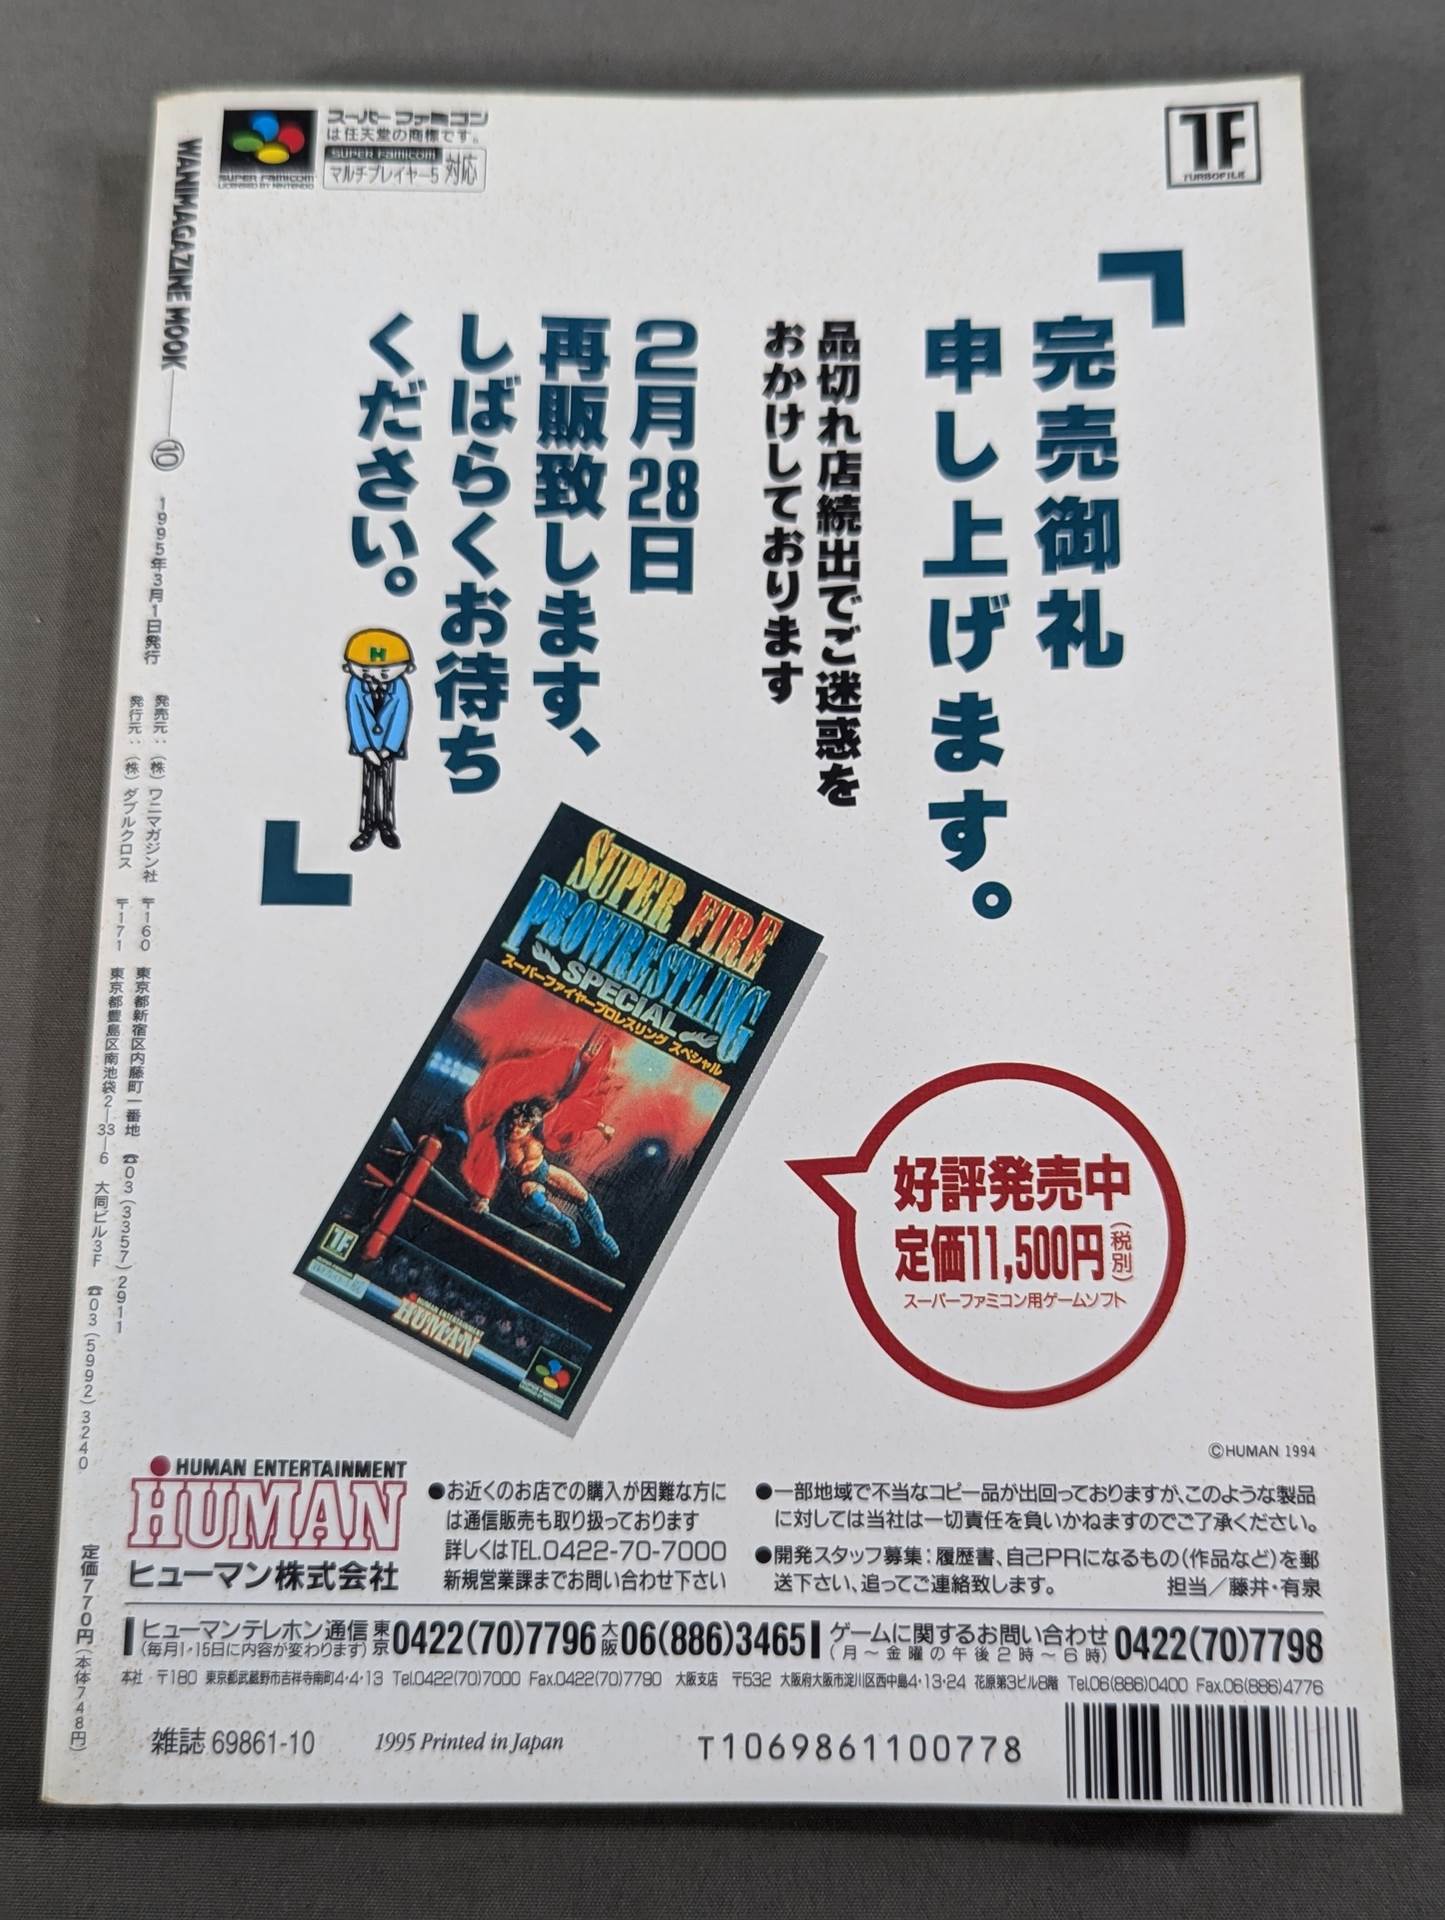 スーパーファミコン
は任天堂の商標です。
SUPER FAMICOM
マルチプレイヤー5 対応
SUPER FAMICOM
LICENSED BY NINTENDO
TF
TURBOFILE
「完売御礼
申し上げます。
品切れ店続出でご迷惑を
おかけしております
2月28日
再販致します、
しばらくお待ち
ください。」
H
SUPER FIRE
PROWRESTLING
SPECIAL
スーパーファイヤープロレスリング スペシャル
TF
HUMAN ENTERTAINMENT
HUMAN
好評発売中
定価11,500円(税別)
スーパーファミコン用ゲームソフト
©HUMAN 1994
HUMAN ENTERTAINMENT
HUMAN
ヒューマン株式会社
●お近くのお店での購入が困難な方に
は通信販売も取り扱っております
詳しくはTEL.0422-70-7000
新規営業課までお問い合わせ下さい
●一部地域で不当なコピー品が出回っておりますが、このような製品
に対しては当社は一切責任を負いかねますのでご了承ください。
●開発スタッフ募集:履歴書、自己PRになるもの(作品など)を郵
送下さい、追ってご連絡致します。 担当/藤井・有泉
ヒューマンテレホン通信 東京0422(70)7796 大阪06(886)3465
(毎月1・15日に内容が変わります)
ゲームに関するお問い合わせ 0422(70)7798
(月〜金曜の午後2時〜6時)
本社 〒180 東京都武蔵野市吉祥寺南町4・4・13 Tel.0422(70)7000 Fax.0422(70)7790 大阪支店 〒532 大阪府大阪市淀川区西中島4・13・24 花原第3ビル8階 Tel.06(886)0400 Fax.06(886)4776
雑誌 69861-10
1995 Printed in Japan
T1069861100778
WANIMAGAZINE MOOK―⑩ 1995年3月1日発行
発売元:(株)ワニマガジン社 〒160 東京都新宿区内藤町一番地 ☎03(3357)2911
発行元:(株)ダブルクロス 〒171 東京都豊島区南池袋2―33―6 大同ビル3F ☎03(5992)3240
定価770円(本体748円)